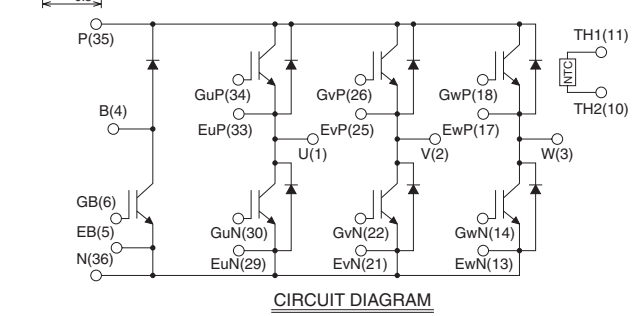 P(35)
TH1(11)
NTC
GuP(34)
GvP(26)
GwP(18)
TH2(10)
B(4)
EuP(33)
EvP(25)
EwP(17)
U(1)
V(2)
W(3)
GB(6)
EB(5)
GuN(30)
GvN(22)
GwN(14)
N(36)
EuN(29)
EvN(21)
EwN(13)
CIRCUIT DIAGRAM